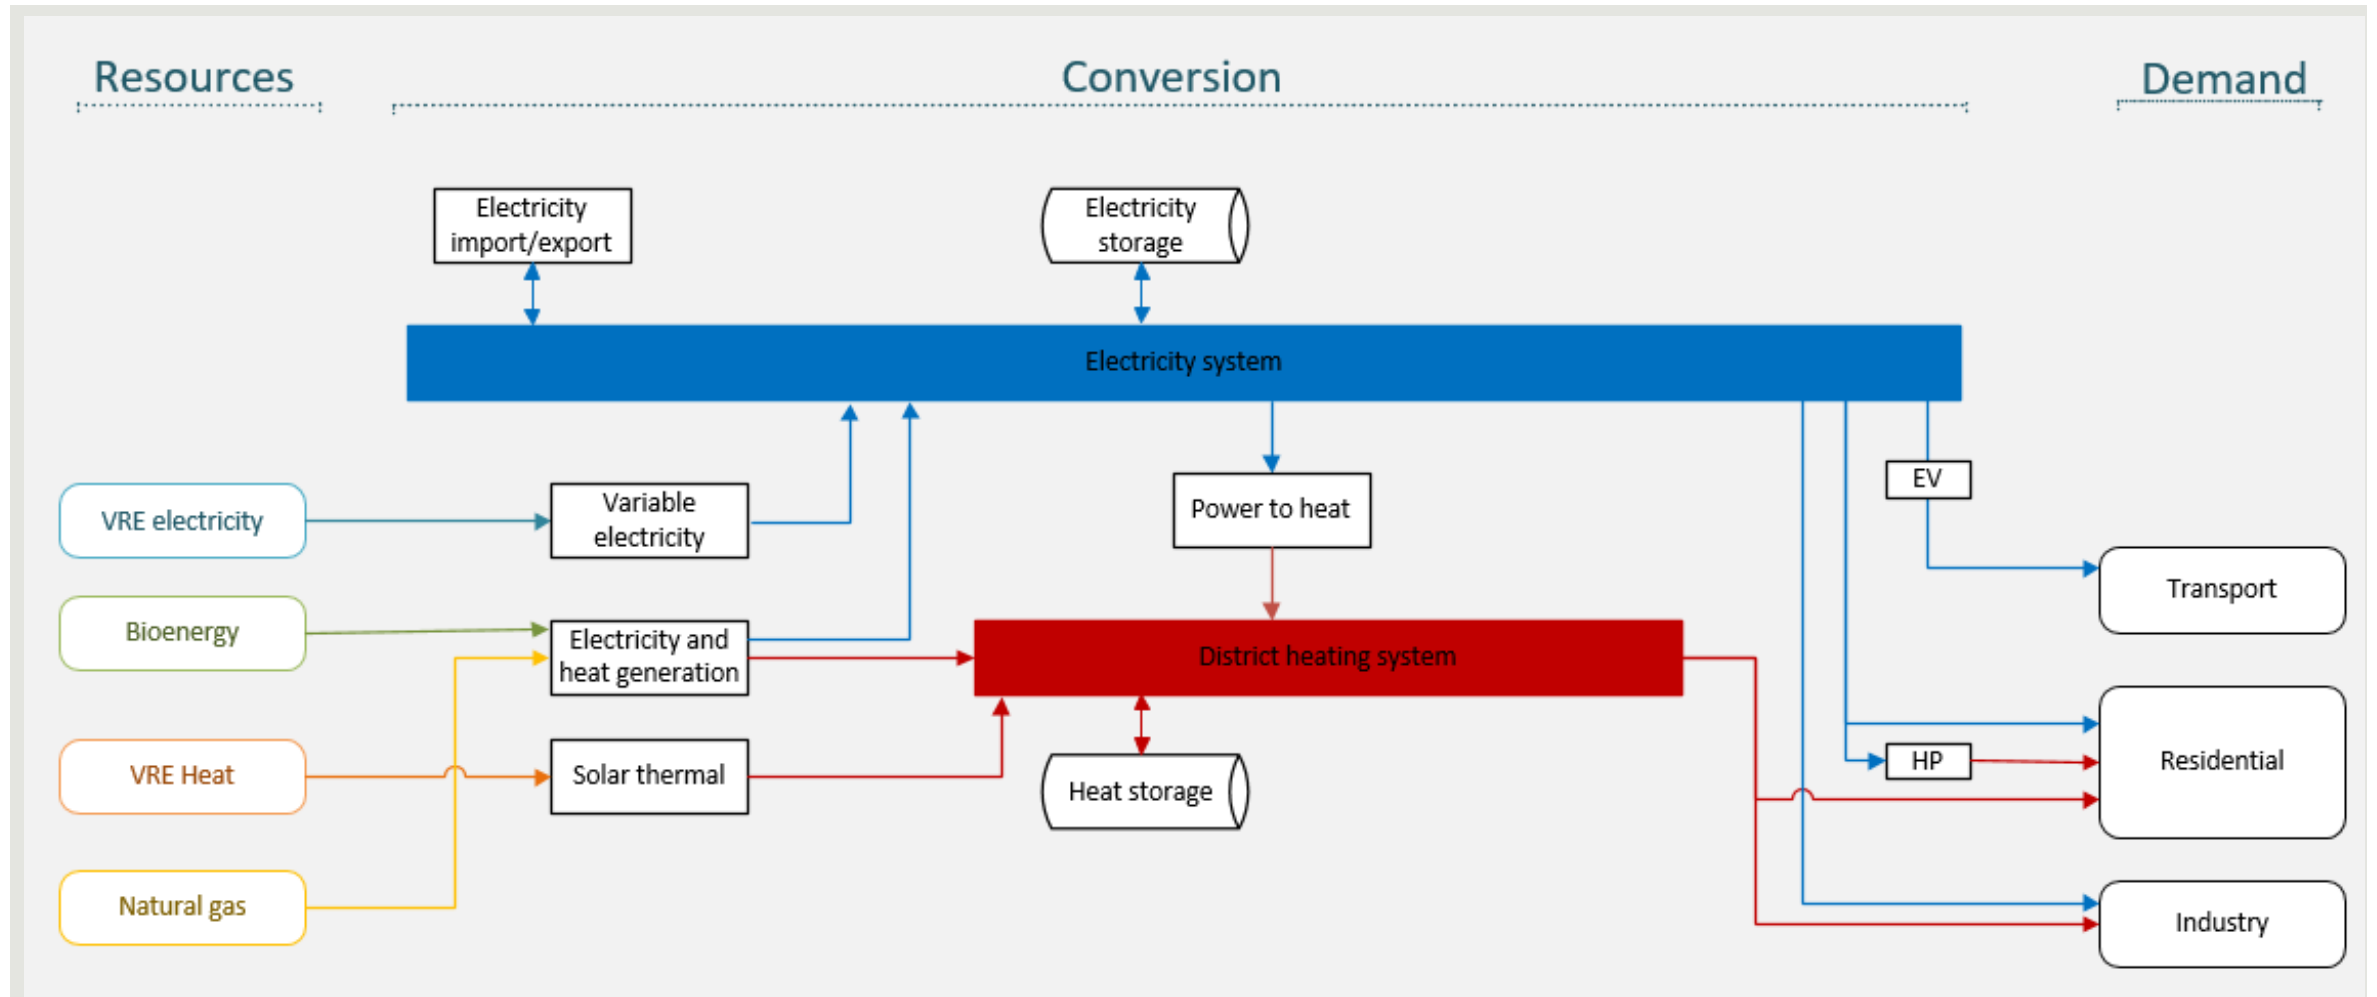 Resources
Conversion
Demand
Electricity
import/export
Electricity
storage
Electricity system
VRE electricity
Variable
electricity
Power to heat
EV
Transport
Bioenergy
Electricity and
heat generation
District heating system
Residential
VRE Heat
Solar thermal
Heat storage
HP
Natural gas
Industry